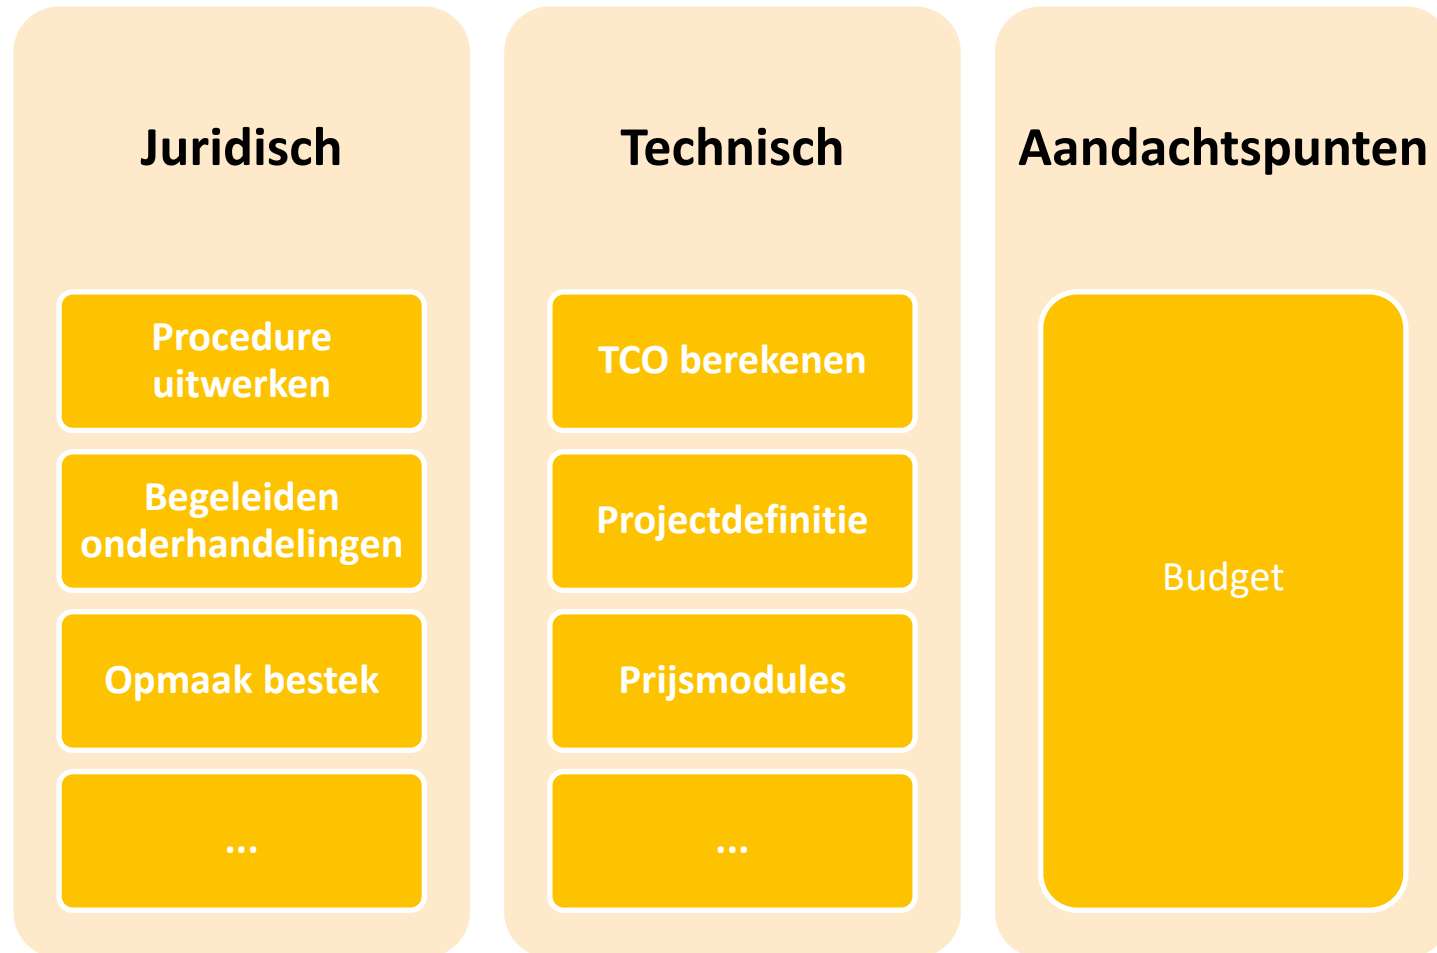 Juridisch
Procedure
uitwerken
Begeleiden
onderhandelingen
Opmaak bestek
...
Technisch
TCO berekenen
Projectdefinitie
Prijsmodules
...
Aandachtspunten
Budget